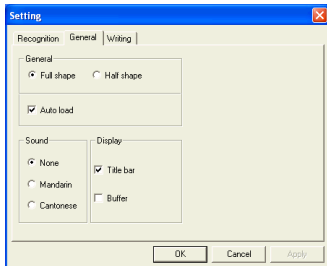 Setting
Recognition General Writing
General
Full shape Half shape
Auto load
Sound Display
None
Title bar
Mandarin
Buffer
Cantonese
OK Cancel Apply